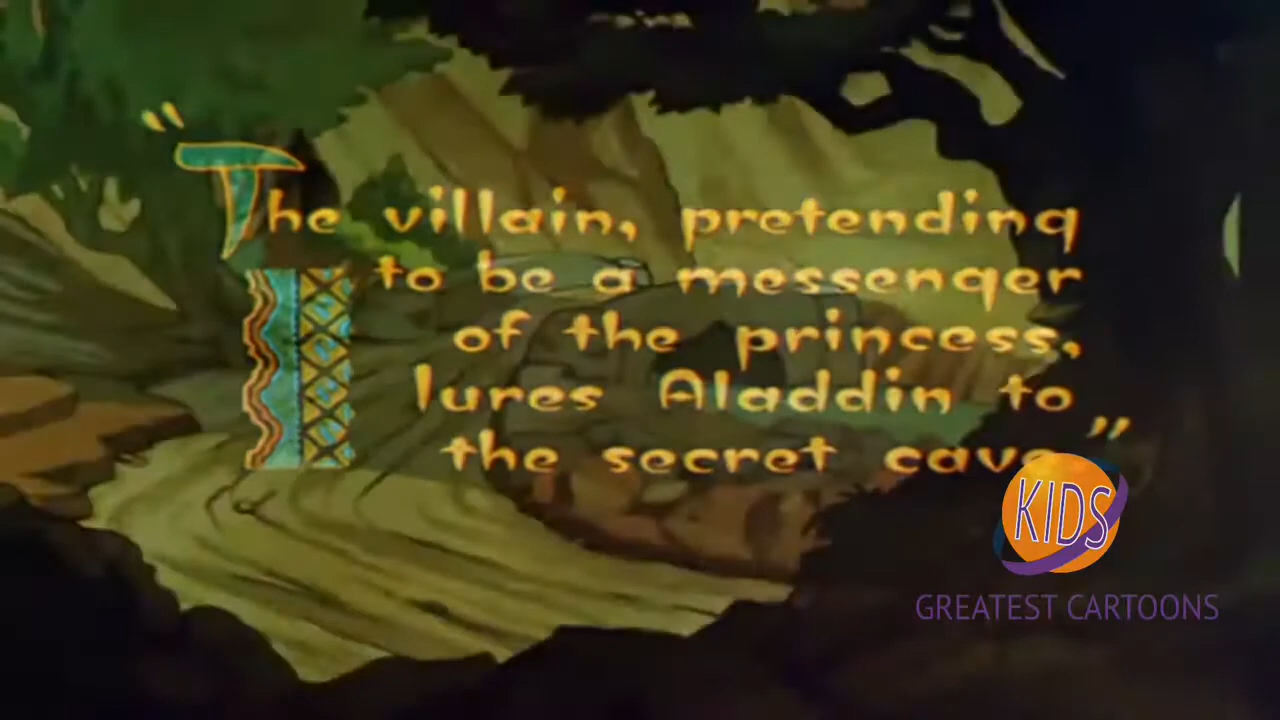 "The villain, pretending
to be a messenger
of the princess,
lures Aladdin to
the secret cave"
KIDS
GREATEST CARTOONS